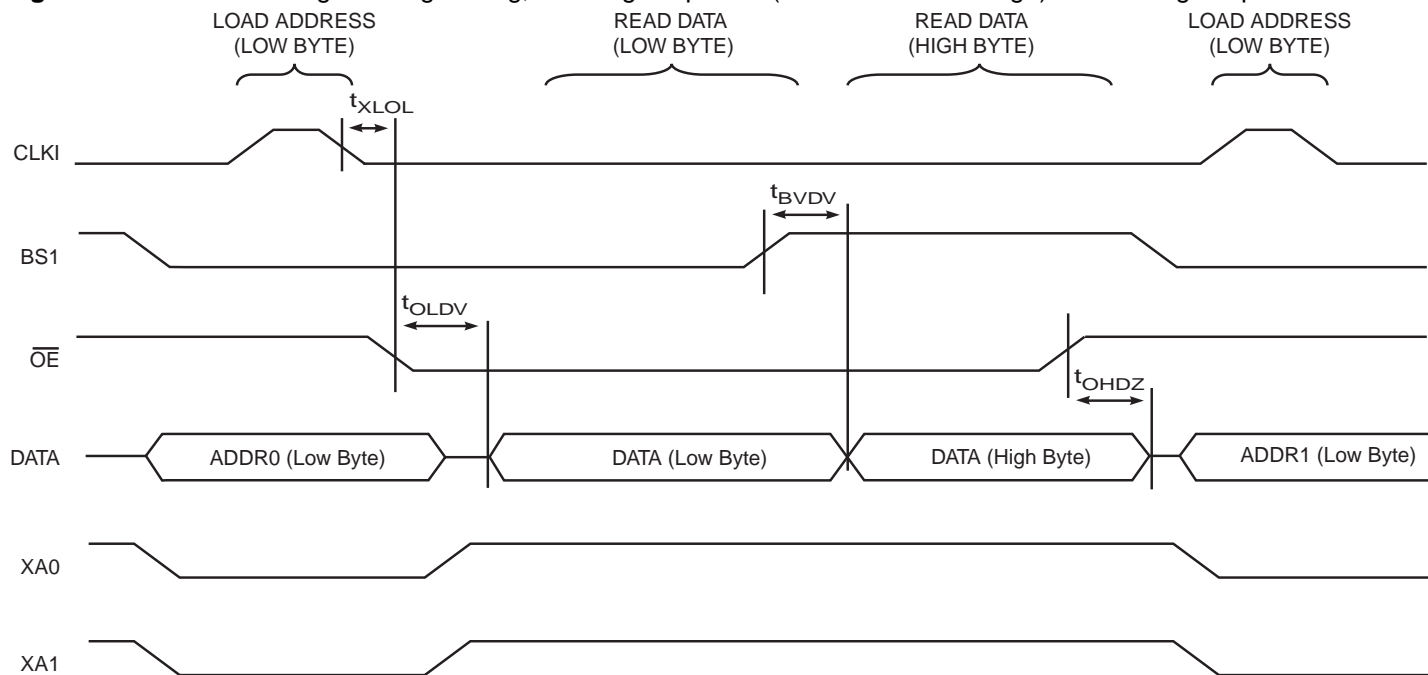 LOAD ADDRESS
(LOW BYTE)
READ DATA
(LOW BYTE)
READ DATA
(HIGH BYTE)
LOAD ADDRESS
(LOW BYTE)
tXLOL
CLKI
tBVDV
BS1
tOLDV
OE
tOHDZ
DATA
ADDR0 (Low Byte)
DATA (Low Byte)
DATA (High Byte)
ADDR1 (Low Byte)
XA0
XA1